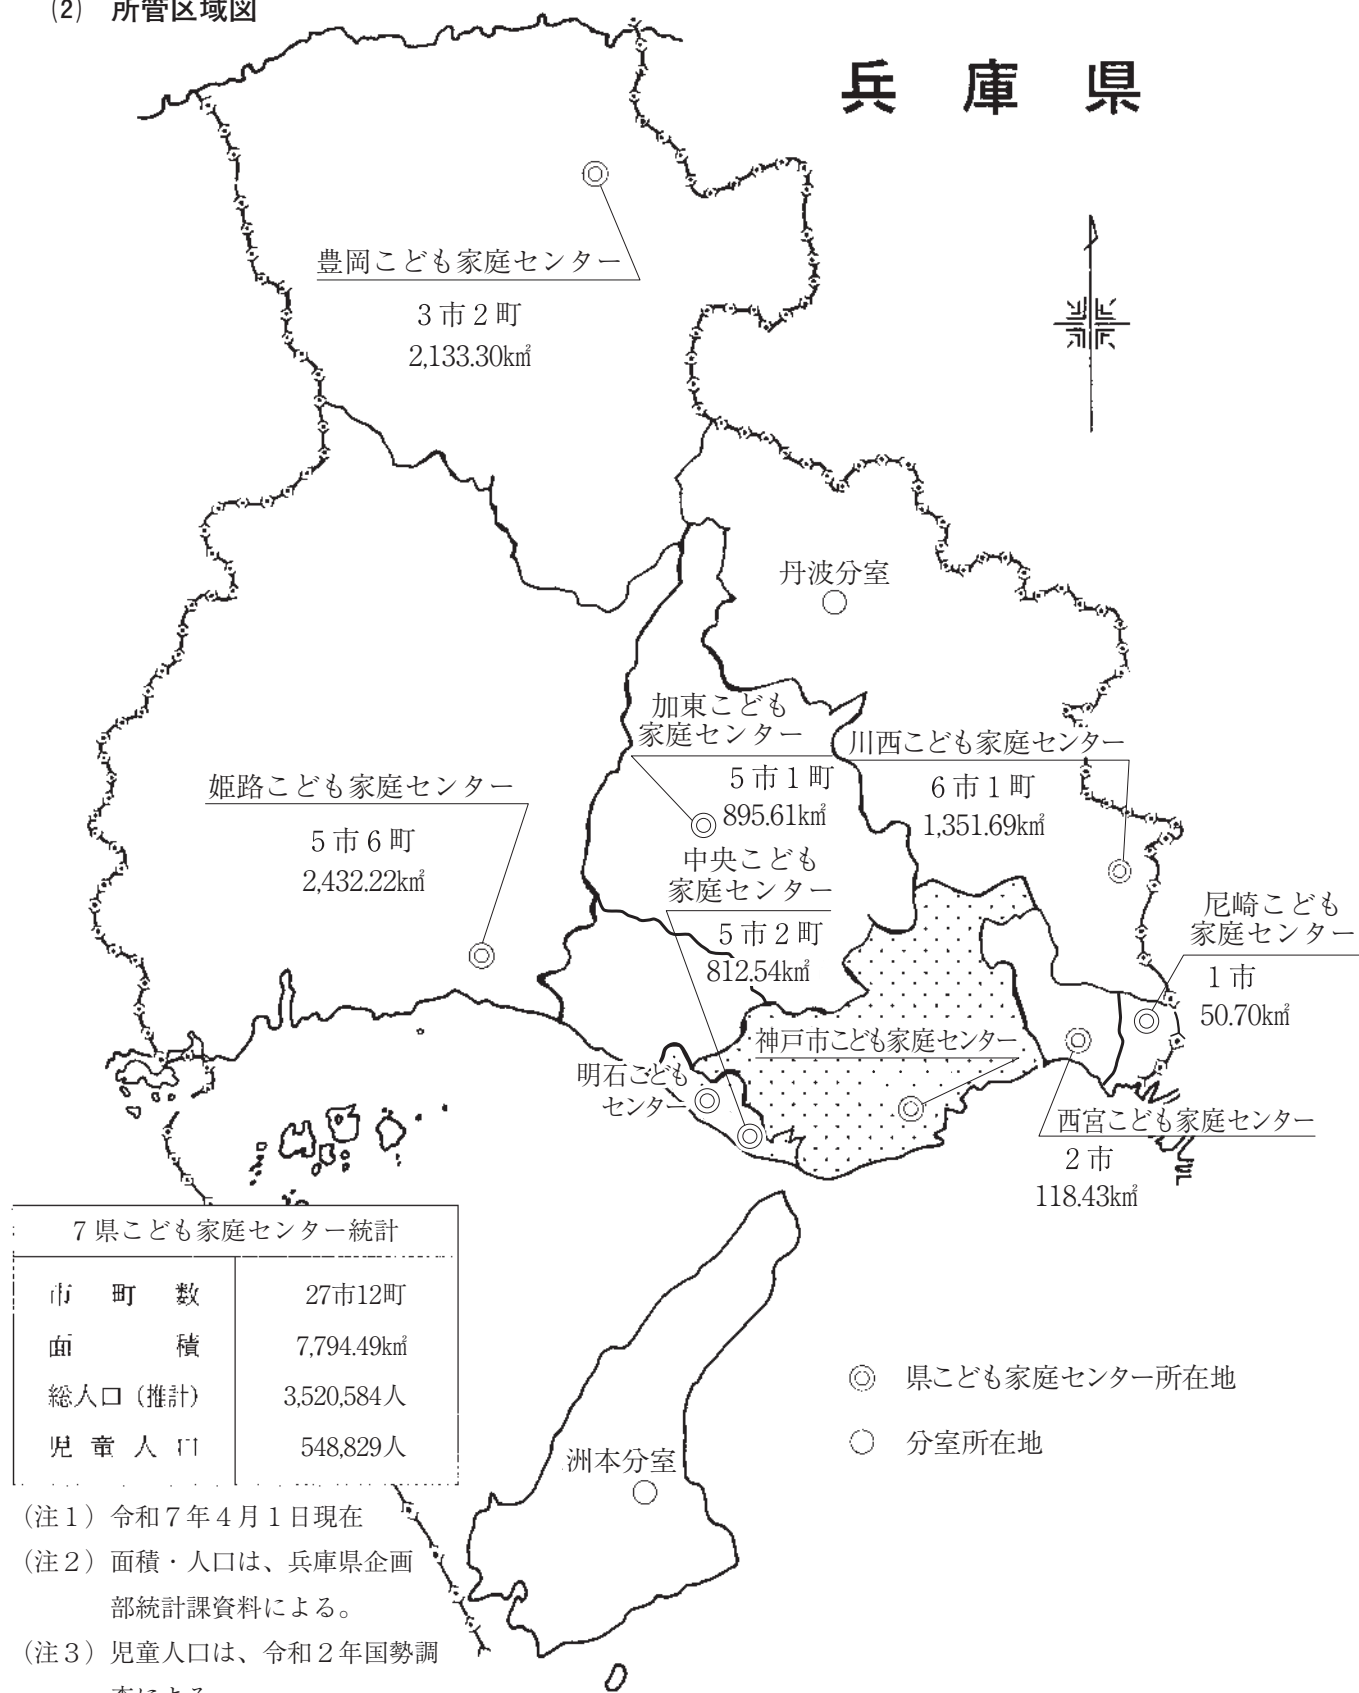 (2) 所管区域図
兵庫県
豊岡こども家庭センター
3市2町
2,133.30㎢
丹波分室
加東こども
家庭センター
5市1町
895.61㎢
川西こども家庭センター
6市1町
1,351.69㎢
姫路こども家庭センター
5市6町
2,432.22㎢
中央こども
家庭センター
5市2町
812.54㎢
尼崎こども
家庭センター
1市
50.70㎢
神戸市こども家庭センター
明石こども
センター
西宮こども家庭センター
2市
118.43㎢
7県こども家庭センター統計
市町数 27市12町
面積 7,794.49㎢
総人口(推計) 3,520,584人
児童人口 548,829人
◎ 県こども家庭センター所在地
○ 分室所在地
洲本分室
(注1)令和7年4月1日現在
(注2)面積・人口は、兵庫県企画
部統計課資料による。
(注3)児童人口は、令和2年国勢調